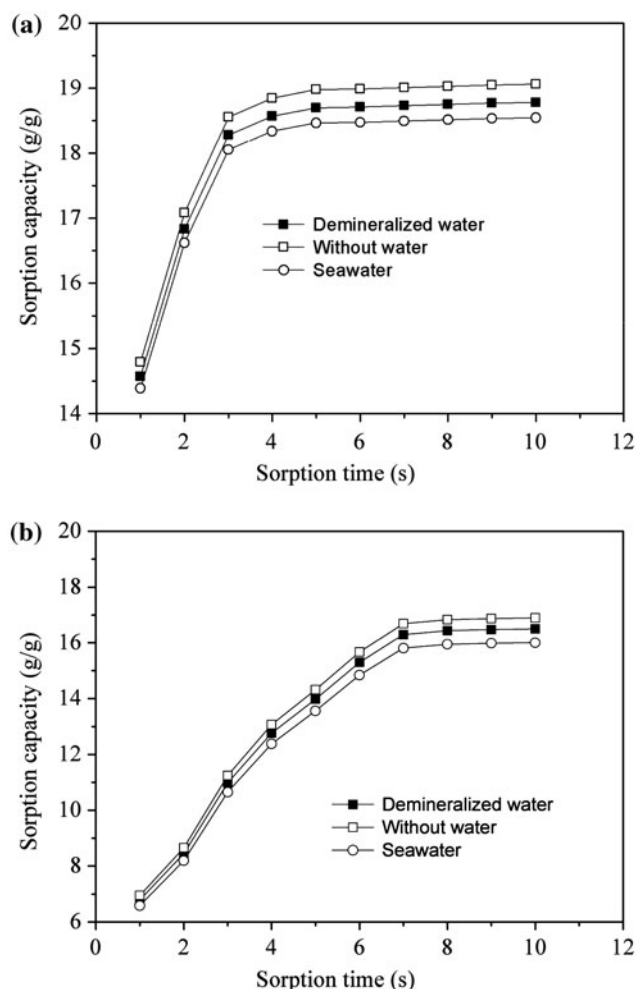 (a)
20
19
18
17
16
15
14
Sorption capacity (g/g)
Demineralized water
Without water
Seawater
0 2 4 6 8 10 12
Sorption time (s)
(b)
20
18
16
14
12
10
8
6
Sorption capacity (g/g)
Demineralized water
Without water
Seawater
0 2 4 6 8 10 12
Sorption time (s)